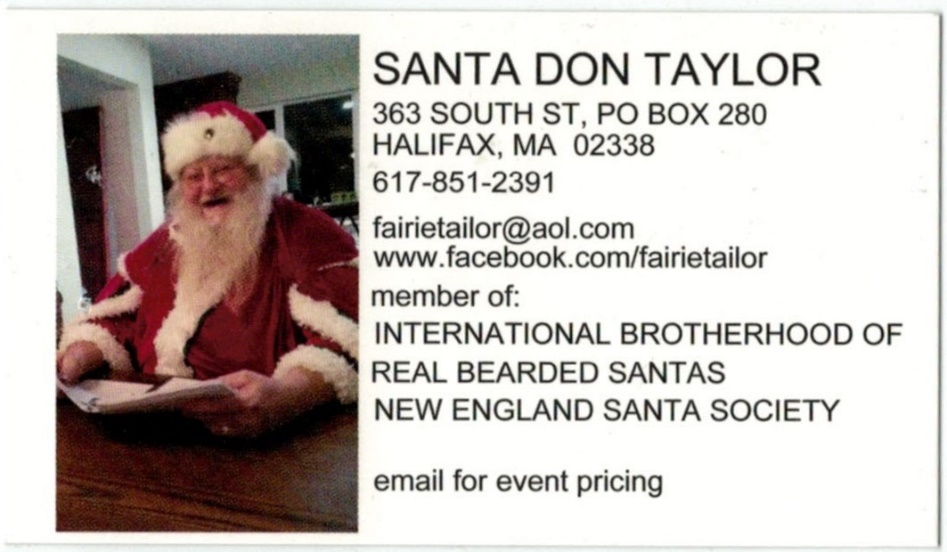 SANTA DON TAYLOR
363 SOUTH ST, PO BOX 280
HALIFAX, MA 02338
617-851-2391
fairietailor@aol.com
www.facebook.com/fairietailor
member of:
INTERNATIONAL BROTHERHOOD OF
REAL BEARDED SANTAS
NEW ENGLAND SANTA SOCIETY
email for event pricing